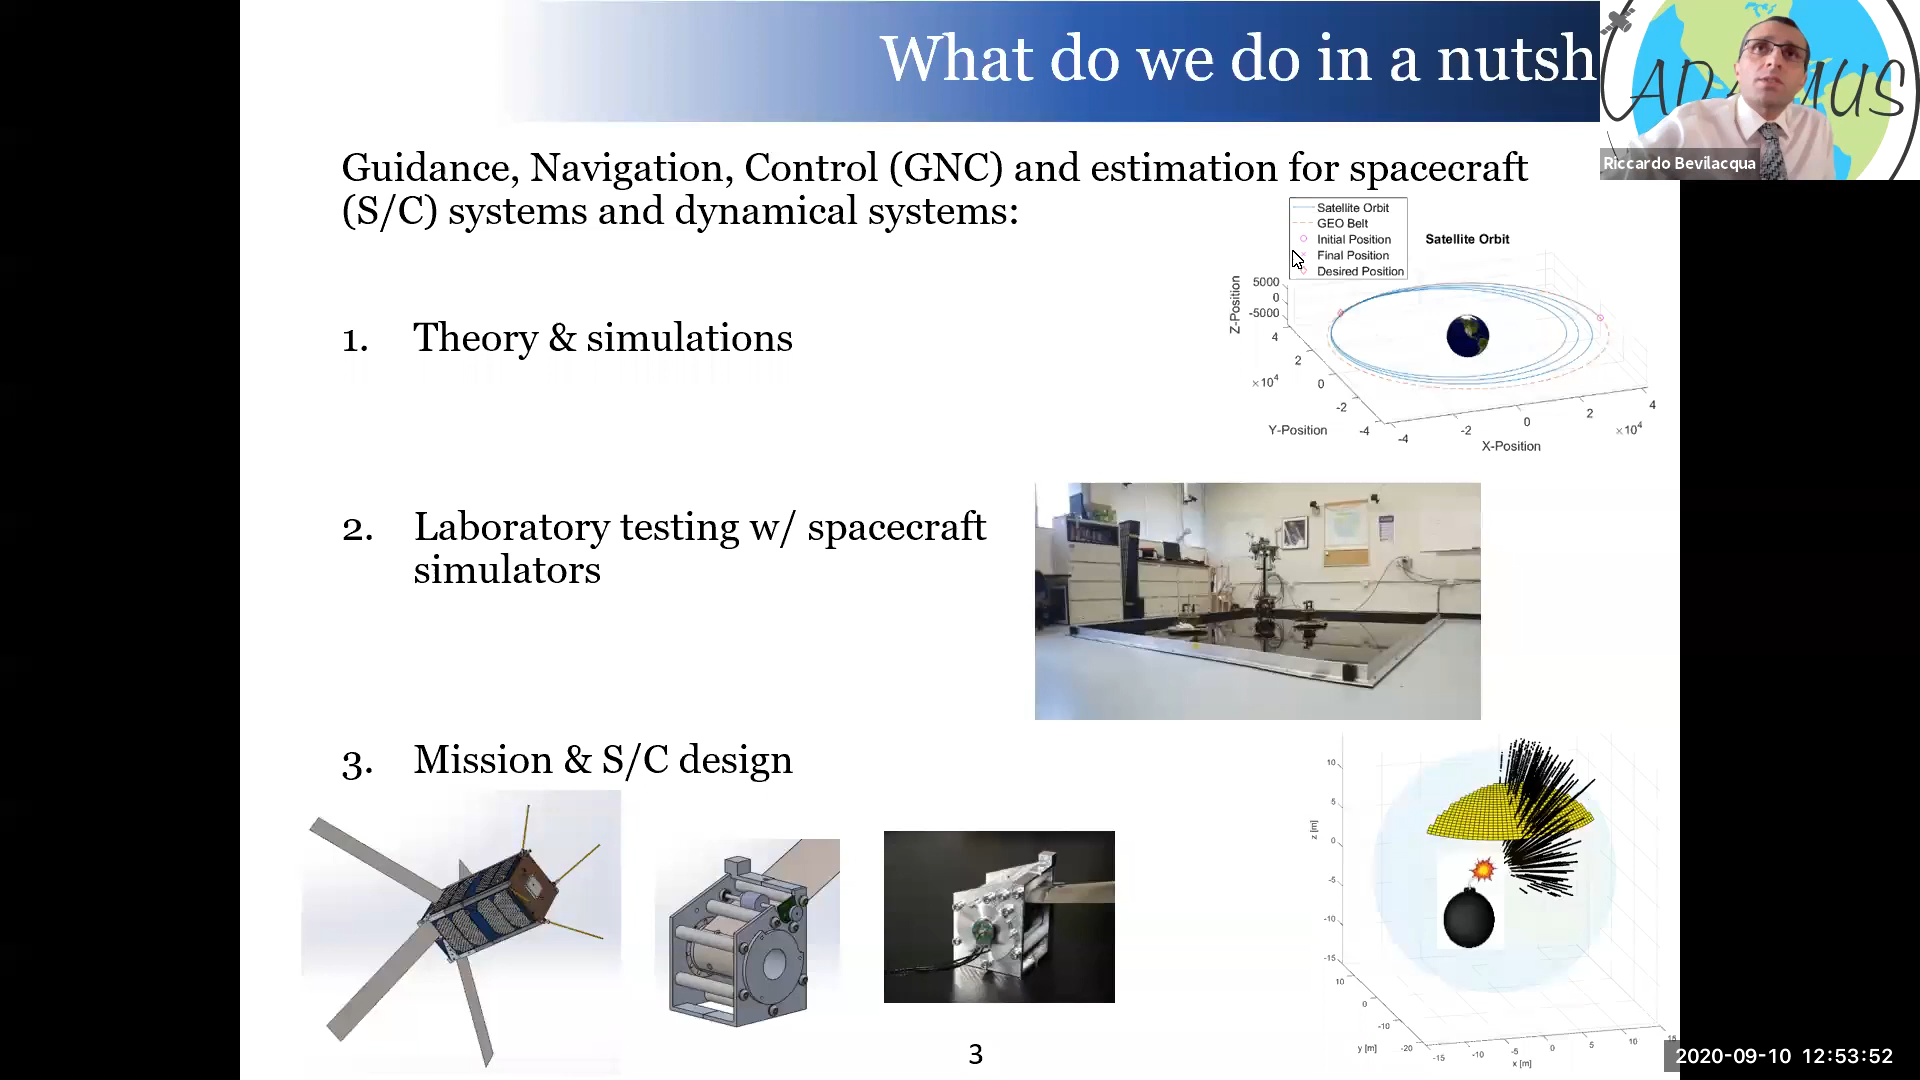 What do we do in a nutsh
ADAMUS
Riccardo Bevilacqua
Guidance, Navigation, Control (GNC) and estimation for spacecraft
(S/C) systems and dynamical systems:
Satellite Orbit
GEO Belt
Initial Position
Final Position
Desired Position
Satellite Orbit
Z-Position
5000
0
-5000
4
2
0
-2
-4
×10⁴
Y-Position
-4
-2
0
2
4
×10⁴
X-Position
1. Theory & simulations
2. Laboratory testing w/ spacecraft
simulators
3. Mission & S/C design
z [m]
10
5
0
-5
-10
-15
10
0
-10
-20
y [m]
-15
-10
-5
0
5
10
15
x [m]
3
2020-09-10 12:53:52